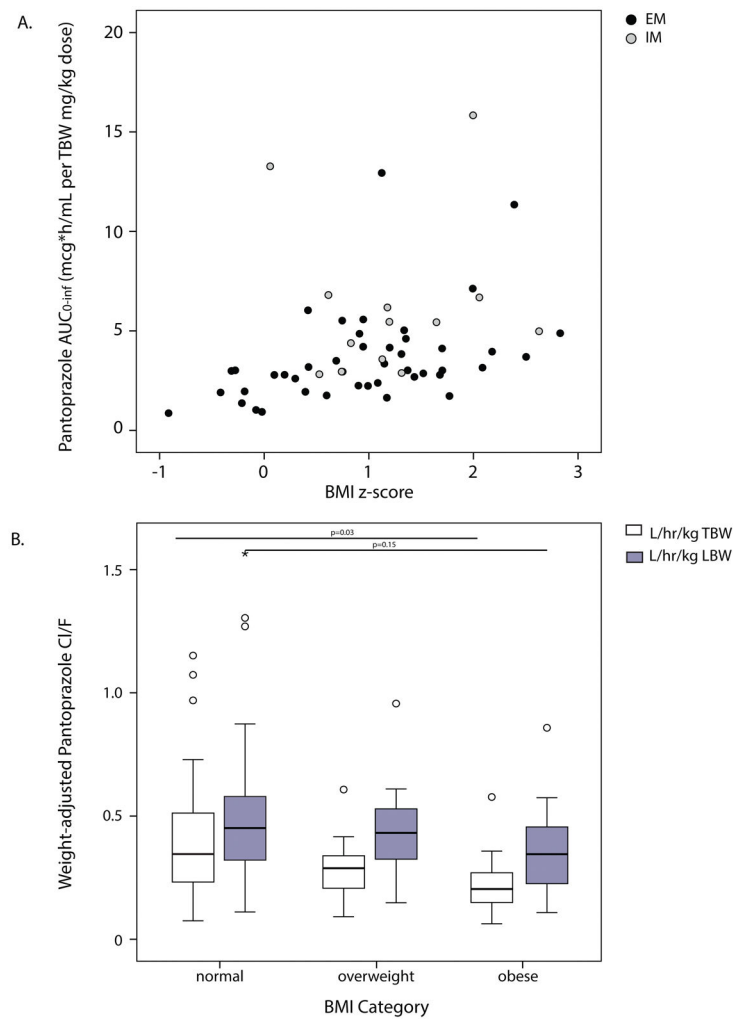 A.
EM
IM
Pantoprazole AUC0-inf (mcg*h/mL per TBW mg/kg dose)
20
15
10
5
0
-1 0 1 2 3
BMI z-score
B.
L/hr/kg TBW
L/hr/kg LBW
p=0.03
p=0.15
*
Weight-adjusted Pantoprazole Cl/F
1.5
1.0
0.5
0
normal overweight obese
BMI Category